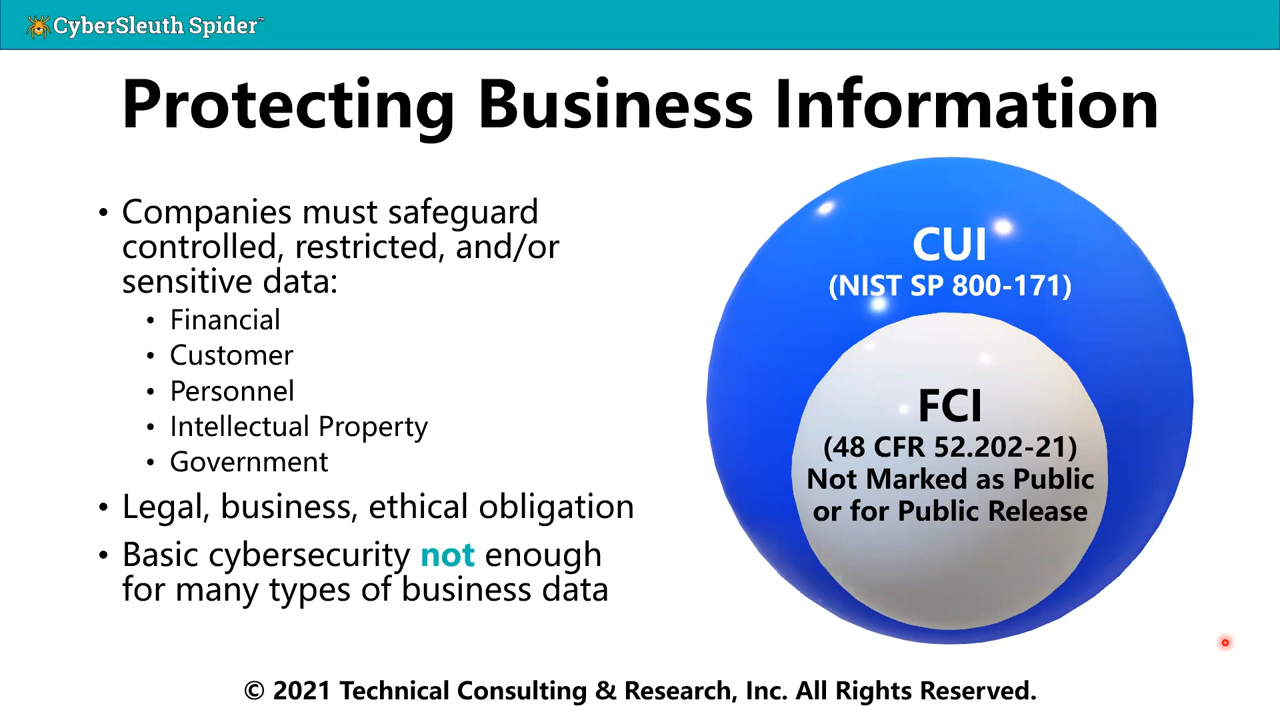 CyberSleuth Spider™
Protecting Business Information
• Companies must safeguard
controlled, restricted, and/or
sensitive data:
• Financial
• Customer
• Personnel
• Intellectual Property
• Government
• Legal, business, ethical obligation
• Basic cybersecurity not enough
for many types of business data
CUI
(NIST SP 800-171)
FCI
(48 CFR 52.202-21)
Not Marked as Public
or for Public Release
© 2021 Technical Consulting & Research, Inc. All Rights Reserved.